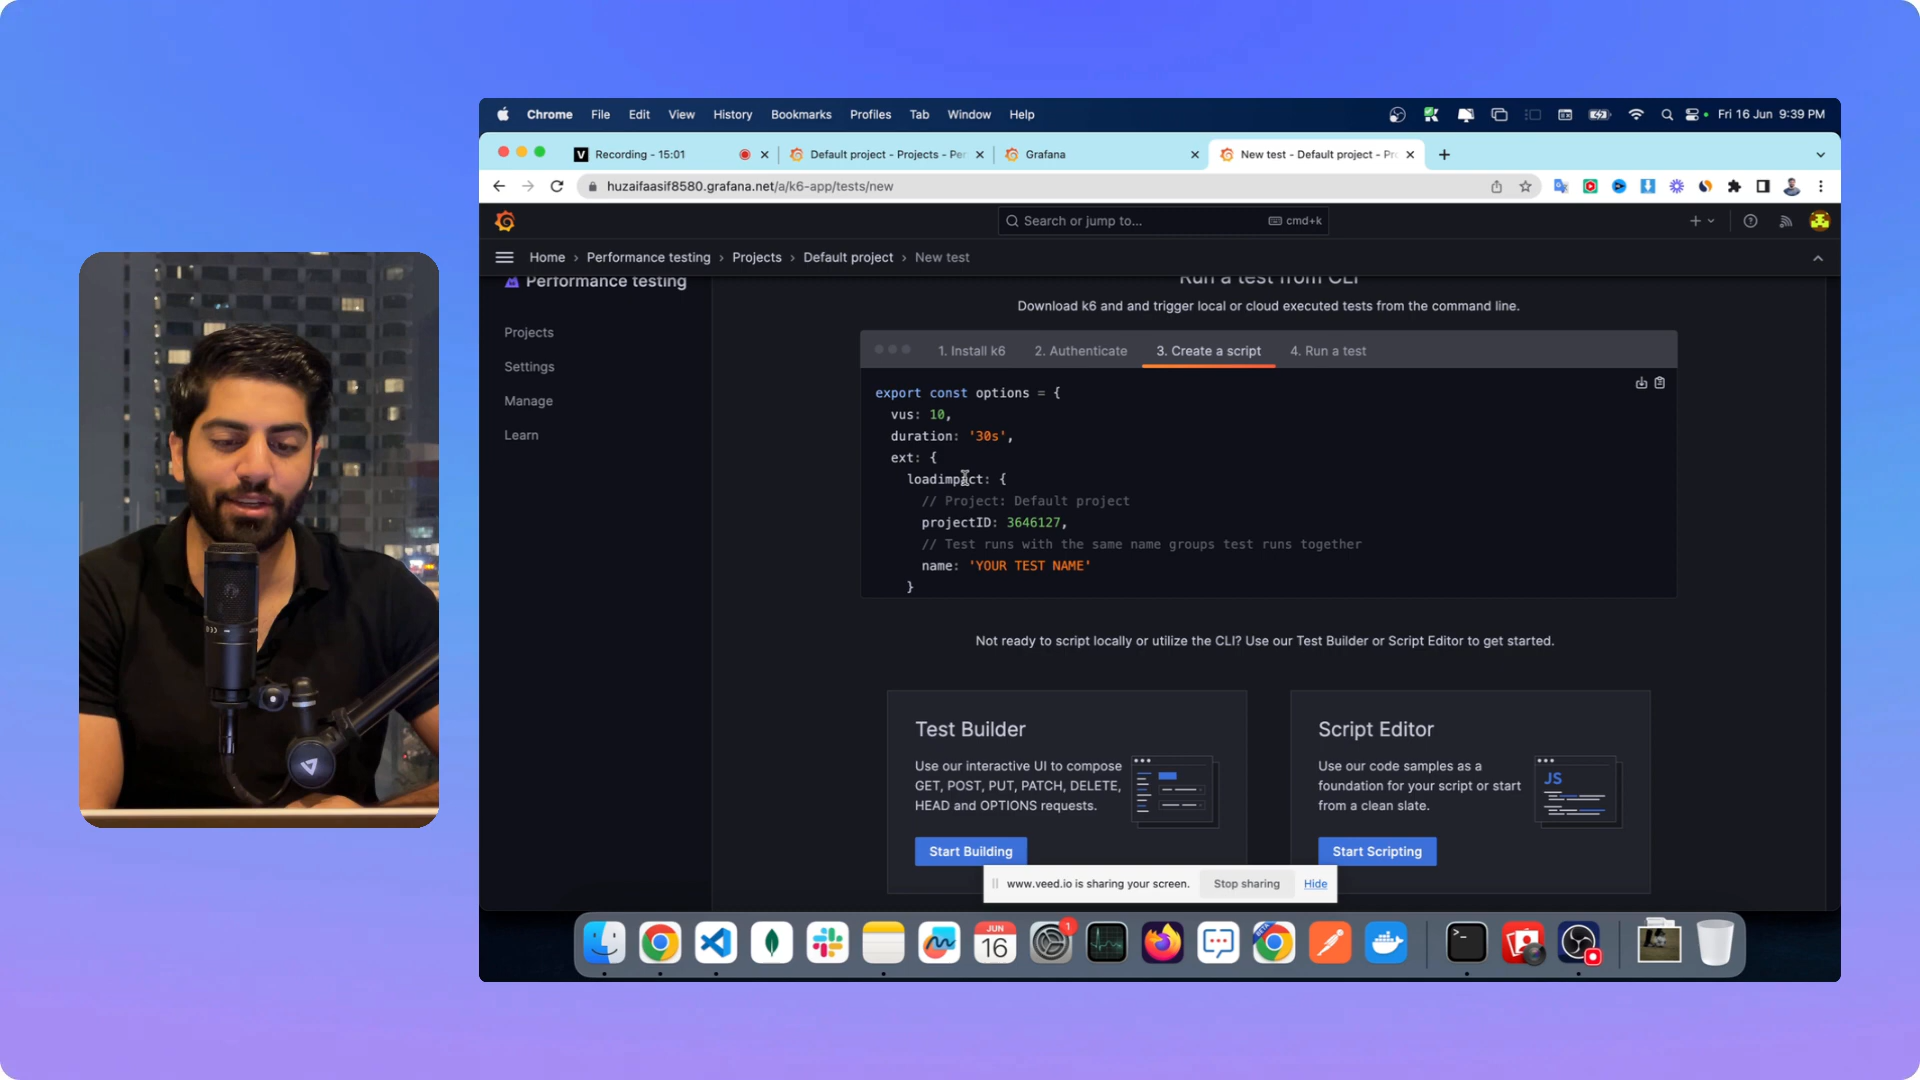 Chrome File Edit View History Bookmarks Profiles Tab Window Help Fri 16 Jun 9:39 PM
Recording - 15:01 Default project - Projects - Per Grafana New test - Default project - Pr
huzaifaasif8580.grafana.net/a/k6-app/tests/new
Search or jump to... cmd+k
Home › Performance testing › Projects › Default project › New test
Performance testing
Projects
Settings
Manage
Learn
Run a test from CLI
Download k6 and and trigger local or cloud executed tests from the command line.
1. Install k6 2. Authenticate 3. Create a script 4. Run a test
export const options = {
vus: 10,
duration: '30s',
ext: {
loadimpact: {
// Project: Default project
projectID: 3646127,
// Test runs with the same name groups test runs together
name: 'YOUR TEST NAME'
}
Not ready to script locally or utilize the CLI? Use our Test Builder or Script Editor to get started.
Test Builder
Use our interactive UI to compose
GET, POST, PUT, PATCH, DELETE,
HEAD and OPTIONS requests.
Start Building
Script Editor
Use our code samples as a
foundation for your script or start
from a clean slate.
JS
Start Scripting
www.veed.io is sharing your screen. Stop sharing Hide
JUN
16
1
BETA